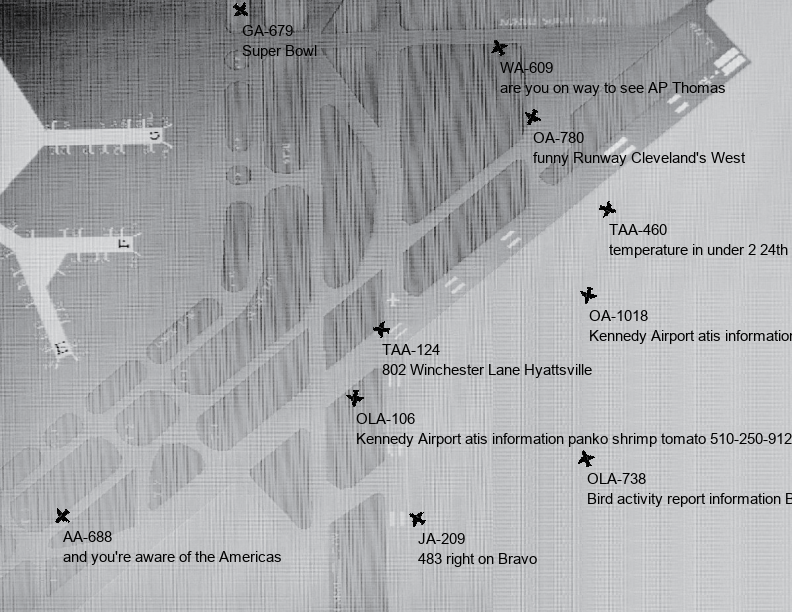 GA-679
Super Bowl
WA-609
are you on way to see AP Thomas
OA-780
funny Runway Cleveland's West
TAA-460
temperature in under 2 24th
OA-1018
Kennedy Airport atis information
TAA-124
802 Winchester Lane Hyattsville
OLA-106
Kennedy Airport atis information panko shrimp tomato 510-250-912
OLA-738
Bird activity report information B
AA-688
and you're aware of the Americas
JA-209
483 right on Bravo